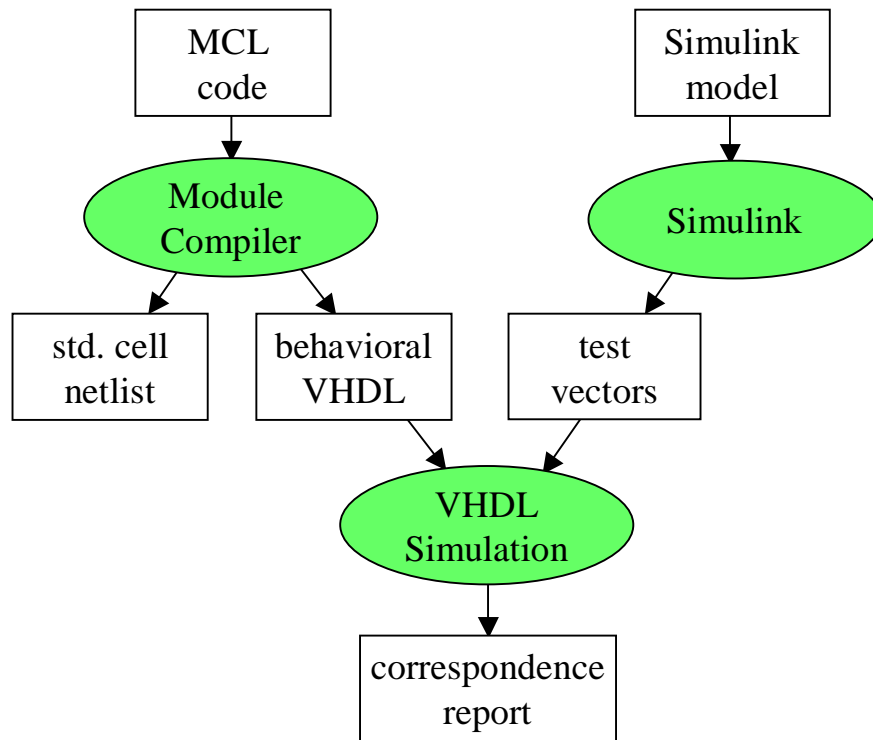 MCL
code
Simulink
model
Module
Compiler
Simulink
std. cell
netlist
behavioral
VHDL
test
vectors
VHDL
Simulation
correspondence
report